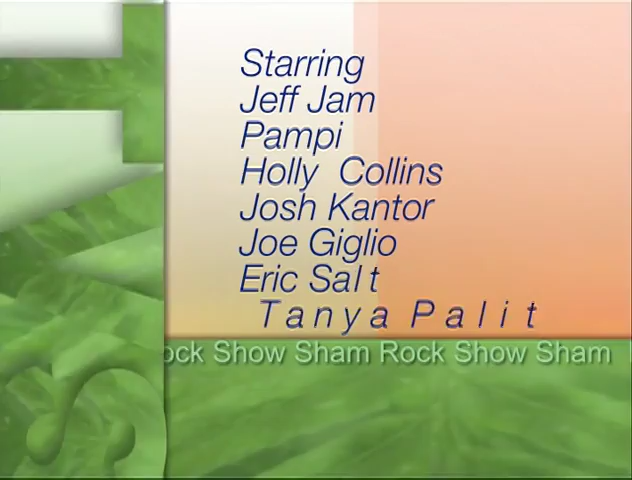 Starring
Jeff Jam
Pampi
Holly Collins
Josh Kantor
Joe Giglio
Eric Salt
Tanya Palit
ock Show Sham Rock Show Sham